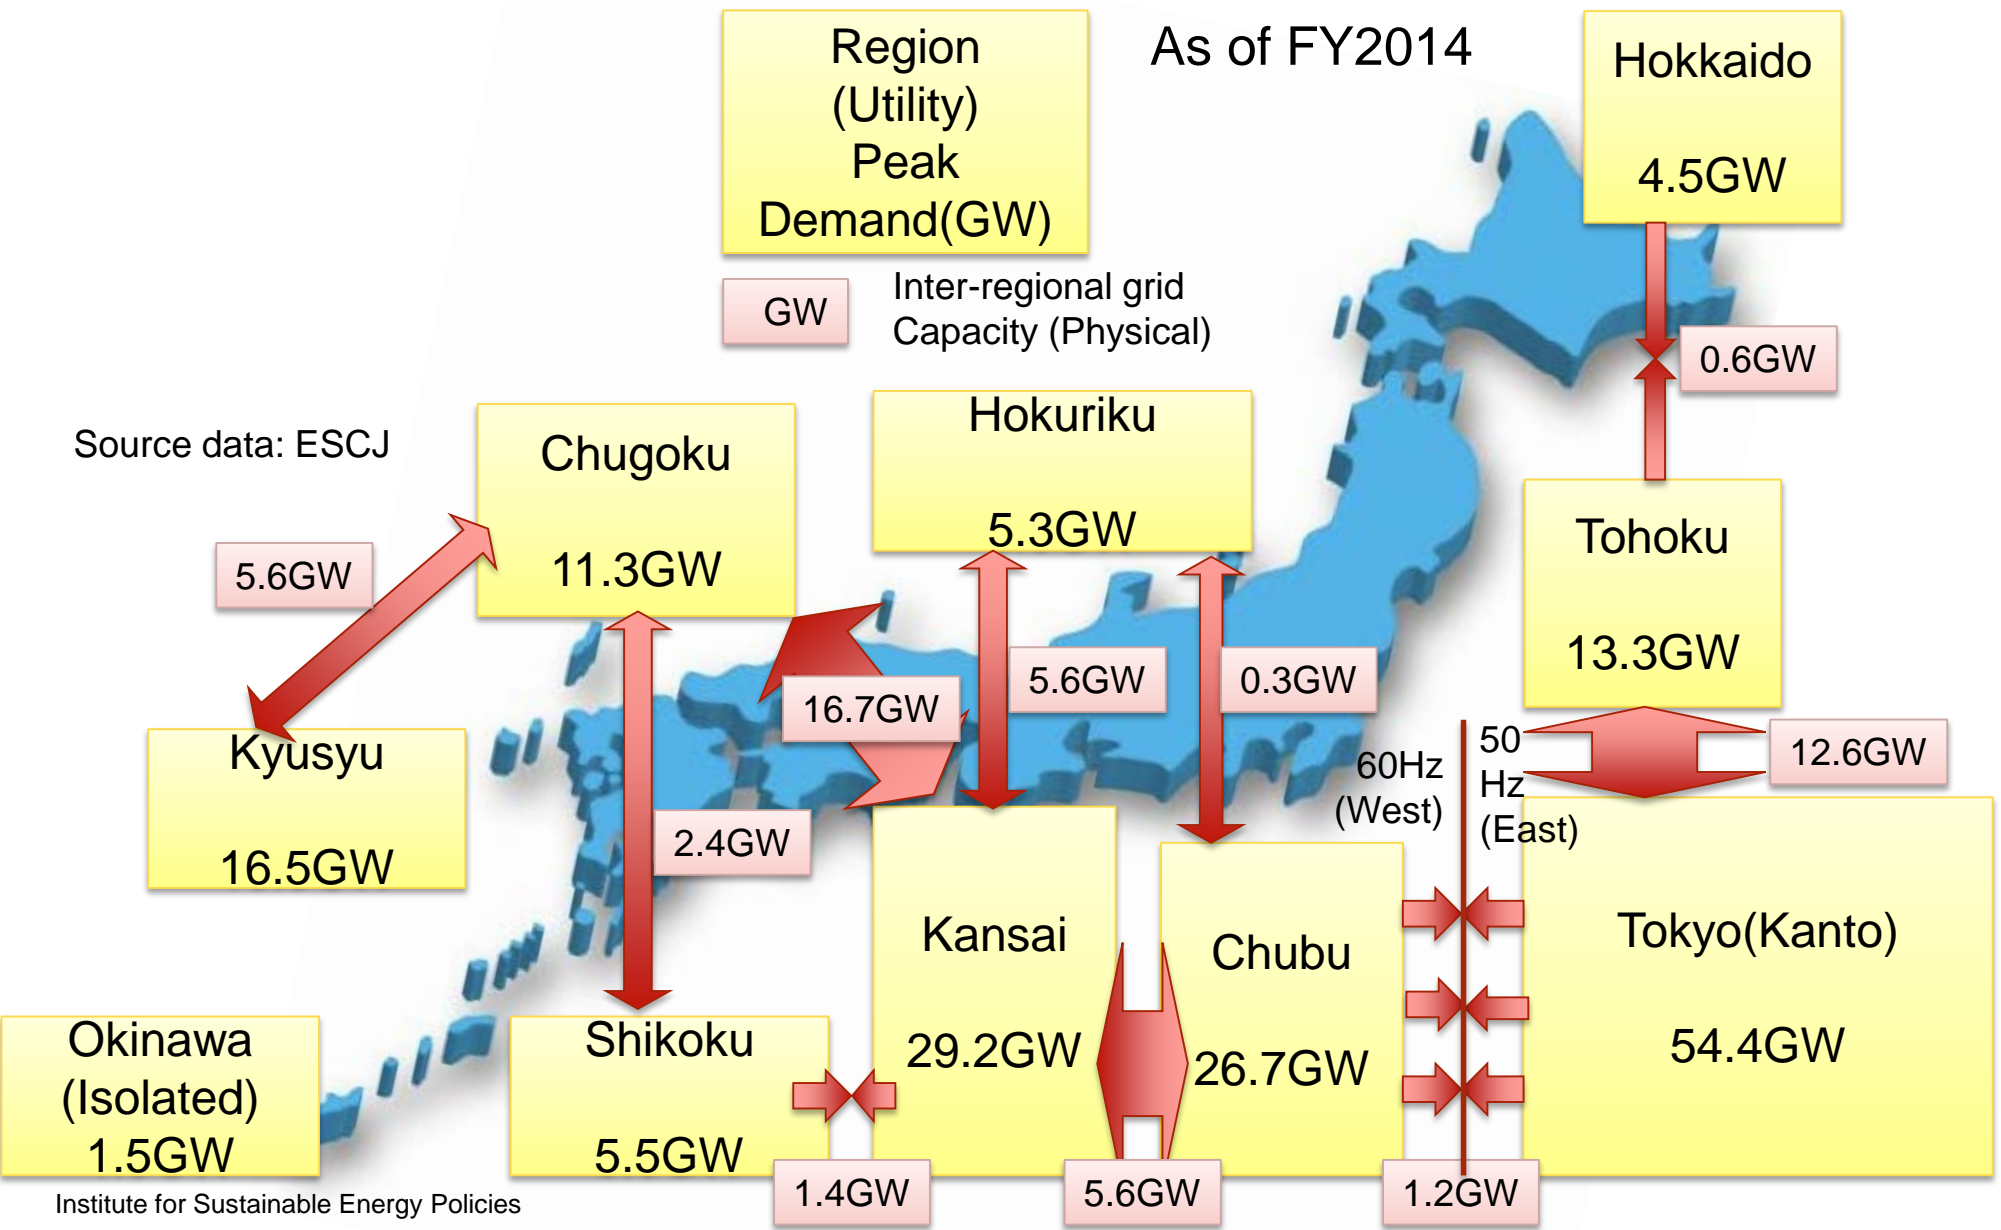 Region
(Utility)
Peak
Demand(GW)
As of FY2014
Hokkaido
4.5GW
GW
Inter-regional grid
Capacity (Physical)
0.6GW
Source data: ESCJ
Chugoku
11.3GW
Hokuriku
5.3GW
Tohoku
13.3GW
5.6GW
16.7GW
5.6GW
0.3GW
Kyusyu
16.5GW
2.4GW
60Hz
(West)
50
Hz
(East)
12.6GW
Kansai
29.2GW
Chubu
26.7GW
Tokyo(Kanto)
54.4GW
Okinawa
(Isolated)
1.5GW
Shikoku
5.5GW
1.4GW
5.6GW
1.2GW
Institute for Sustainable Energy Policies